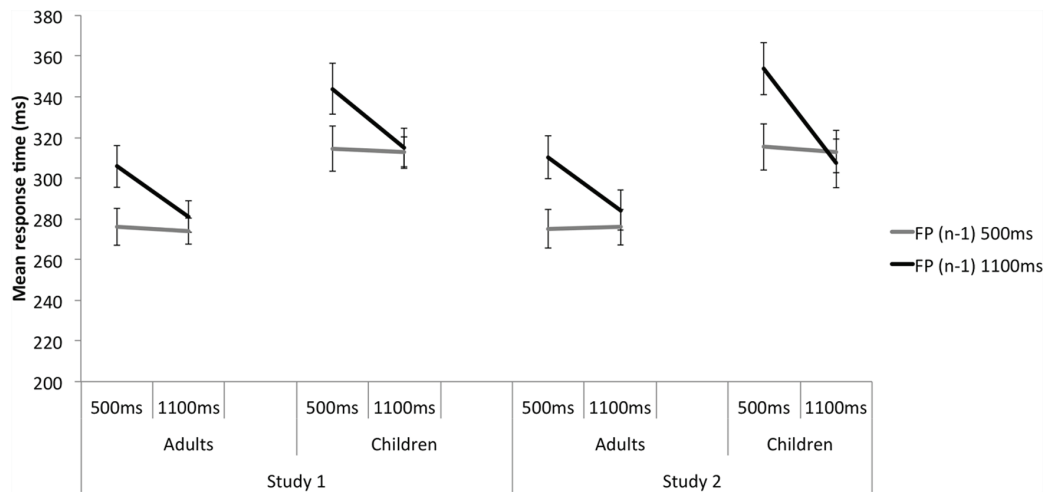 380
360
340
320
300
280
260
240
220
200
Mean response time (ms)
500ms 1100ms 500ms 1100ms 500ms 1100ms 500ms 1100ms
Adults Children Adults Children
Study 1 Study 2
FP (n-1) 500ms
FP (n-1) 1100ms